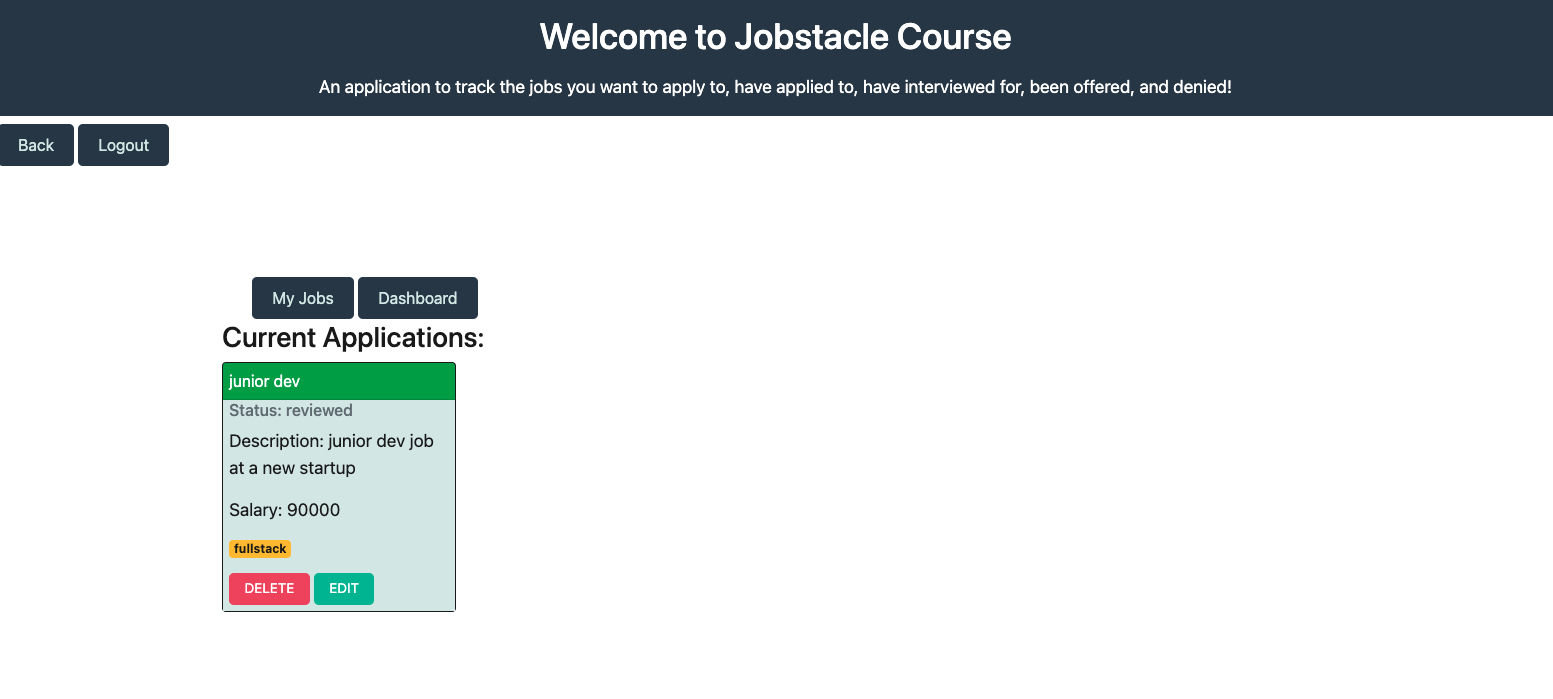 Welcome to Jobstacle Course
An application to track the jobs you want to apply to, have applied to, have interviewed for, been offered, and denied!
Back Logout
My Jobs Dashboard
Current Applications:
junior dev
Status: reviewed
Description: junior dev job
at a new startup
Salary: 90000
fullstack
DELETE EDIT